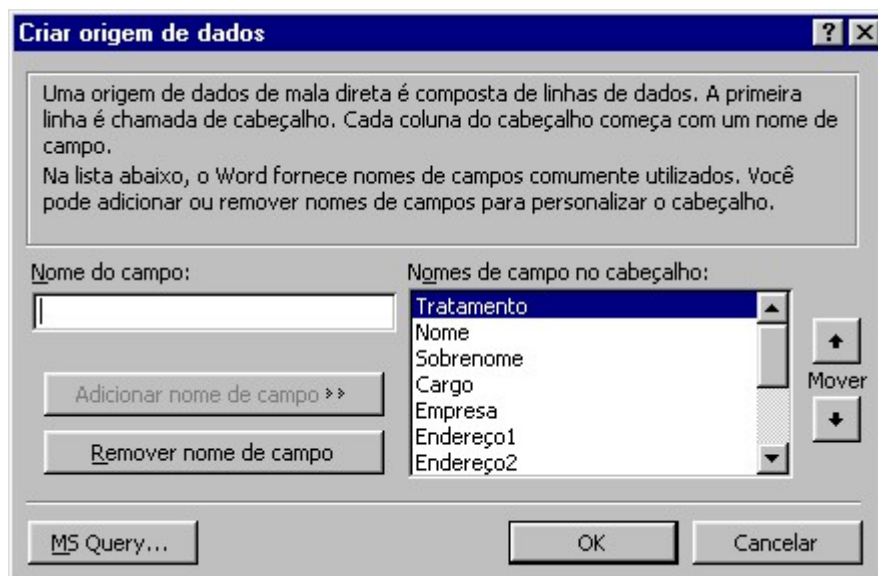 Criar origem de dados
Uma origem de dados de mala direta é composta de linhas de dados. A primeira
linha é chamada de cabeçalho. Cada coluna do cabeçalho começa com um nome de
campo.
Na lista abaixo, o Word fornece nomes de campos comumente utilizados. Você
pode adicionar ou remover nomes de campos para personalizar o cabeçalho.
Nome do campo:
Nomes de campo no cabeçalho:
Tratamento
Nome
Sobrenome
Cargo
Empresa
Endereço1
Endereço2
Mover
Adicionar nome de campo >>
Remover nome de campo
MS Query...
OK
Cancelar